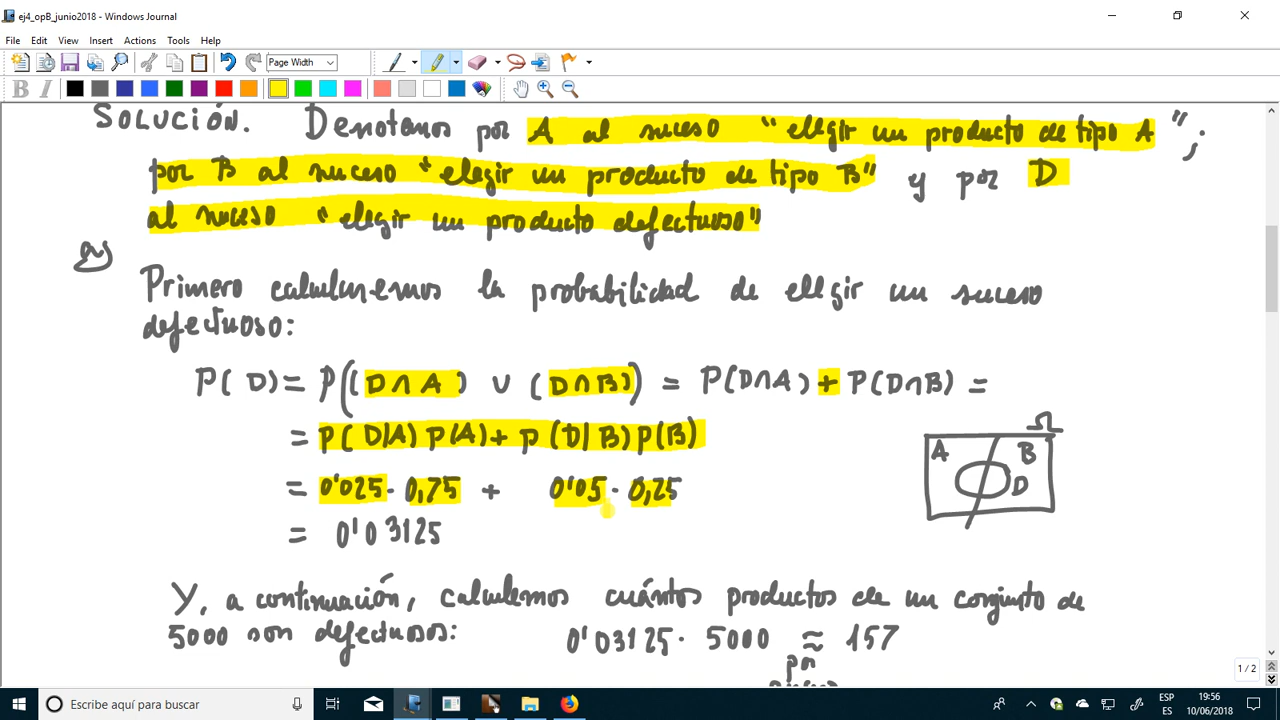 ej4_opB_junio2018 - Windows Journal
File Edit View Insert Actions Tools Help
Page Width
B I
SOLUCIÓN. Denotamos por A al suceso "elegir un producto de tipo A";
por B al suceso "elegir un producto de tipo B" y por D
al suceso "elegir un producto defectuoso"
a)
Primero calcularemos la probabilidad de elegir un suceso
defectuoso:
P(D) = P((D∩A) ∪ (D∩B)) = P(D∩A) + P(D∩B) =
= P(D|A) P(A) + P(D|B) P(B)
= 0'025 · 0,75 + 0'05 · 0,25
= 0'03125
Ω
A B
D
Y, a continuación, calculemos cuántos productos de un conjunto de
5000 son defectuosos: 0'03125 · 5000 ≈ 157
por
1 / 2
Escribe aquí para buscar
ESP 19:56
ES 10/06/2018